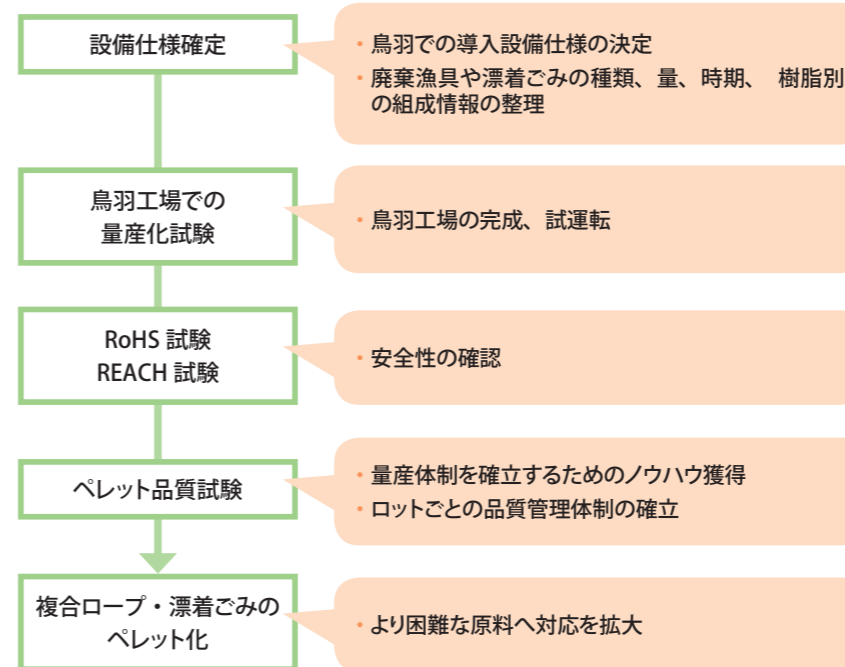 設備仕様確定
・鳥羽での導入設備仕様の決定
・廃棄漁具や漂着ごみの種類、量、時期、 樹脂別
の組成情報の整理
鳥羽工場での
量産化試験
・鳥羽工場の完成、試運転
RoHS 試験
REACH 試験
・安全性の確認
ペレット品質試験
・量産体制を確立するためのノウハウ獲得
・ロットごとの品質管理体制の確立
複合ロープ・漂着ごみの
ペレット化
・より困難な原料へ対応を拡大